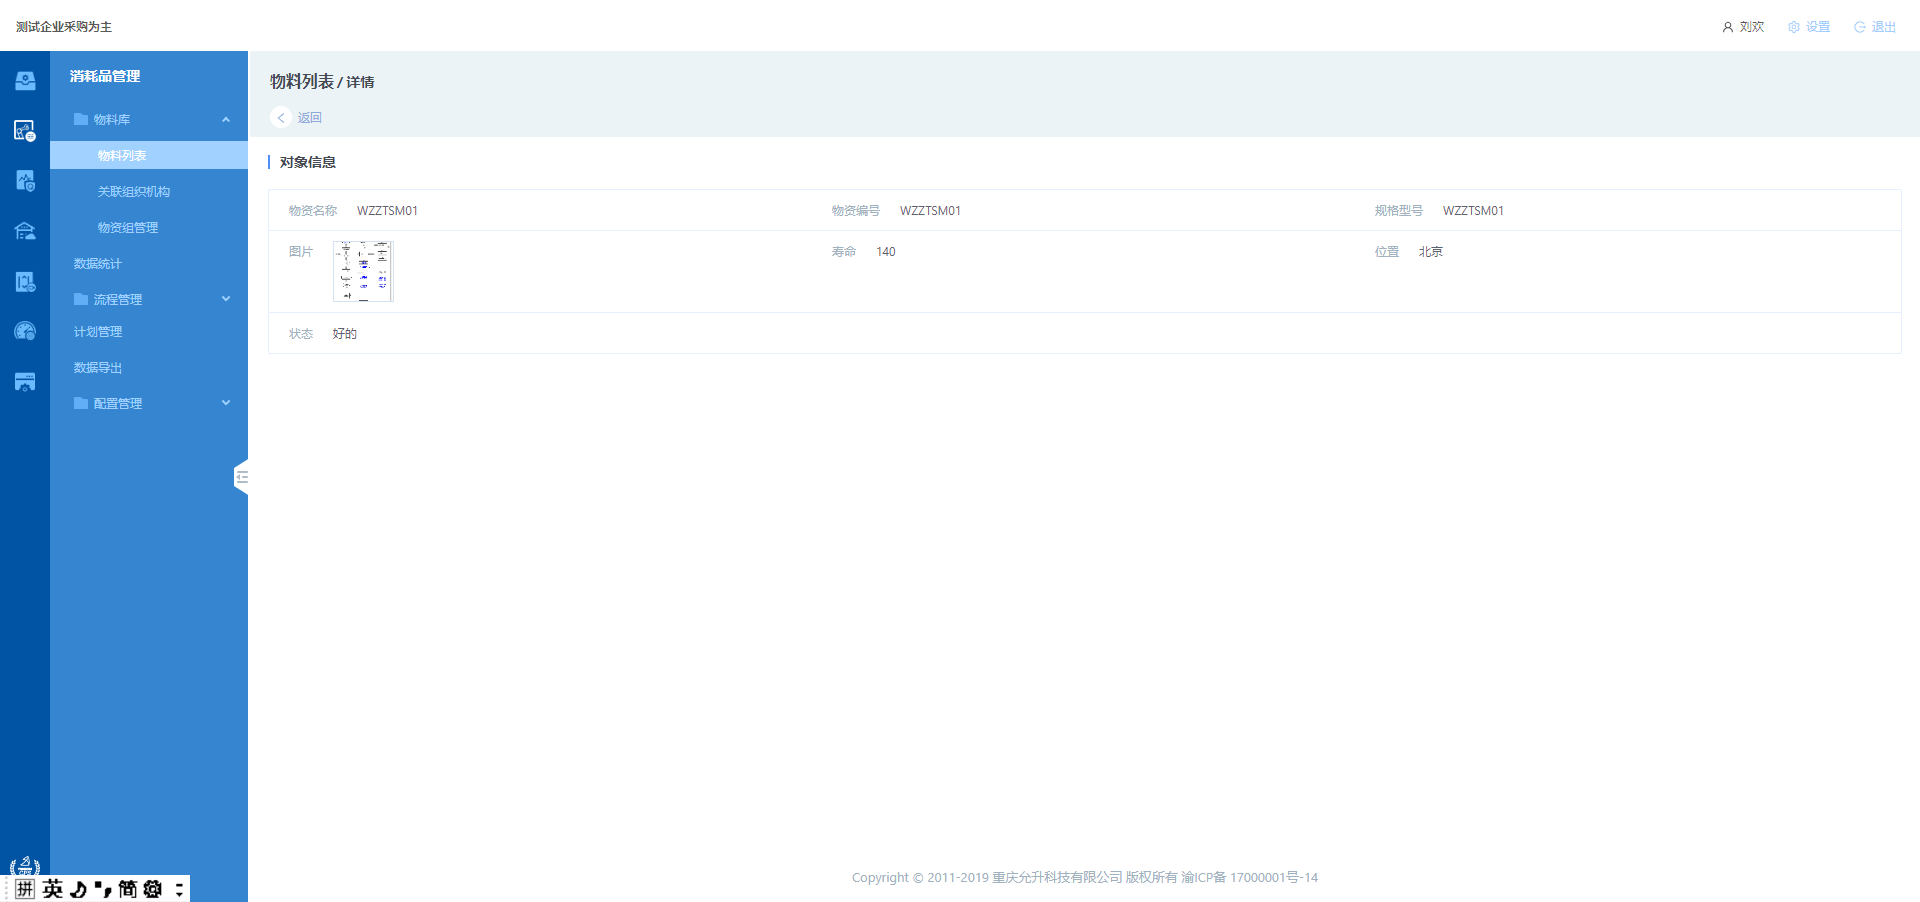 测试企业采购为主
刘欢 设置 退出
消耗品管理
物料库
物料列表
关联组织机构
物资组管理
数据统计
流程管理
计划管理
数据导出
配置管理
物料列表 / 详情
返回
对象信息
物资名称 WZZTSM01 物资编号 WZZTSM01 规格型号 WZZTSM01
图片 寿命 140 位置 北京
状态 好的
Copyright © 2011-2019 重庆允升科技有限公司 版权所有 渝ICP备 17000001号-14
拼 英 简